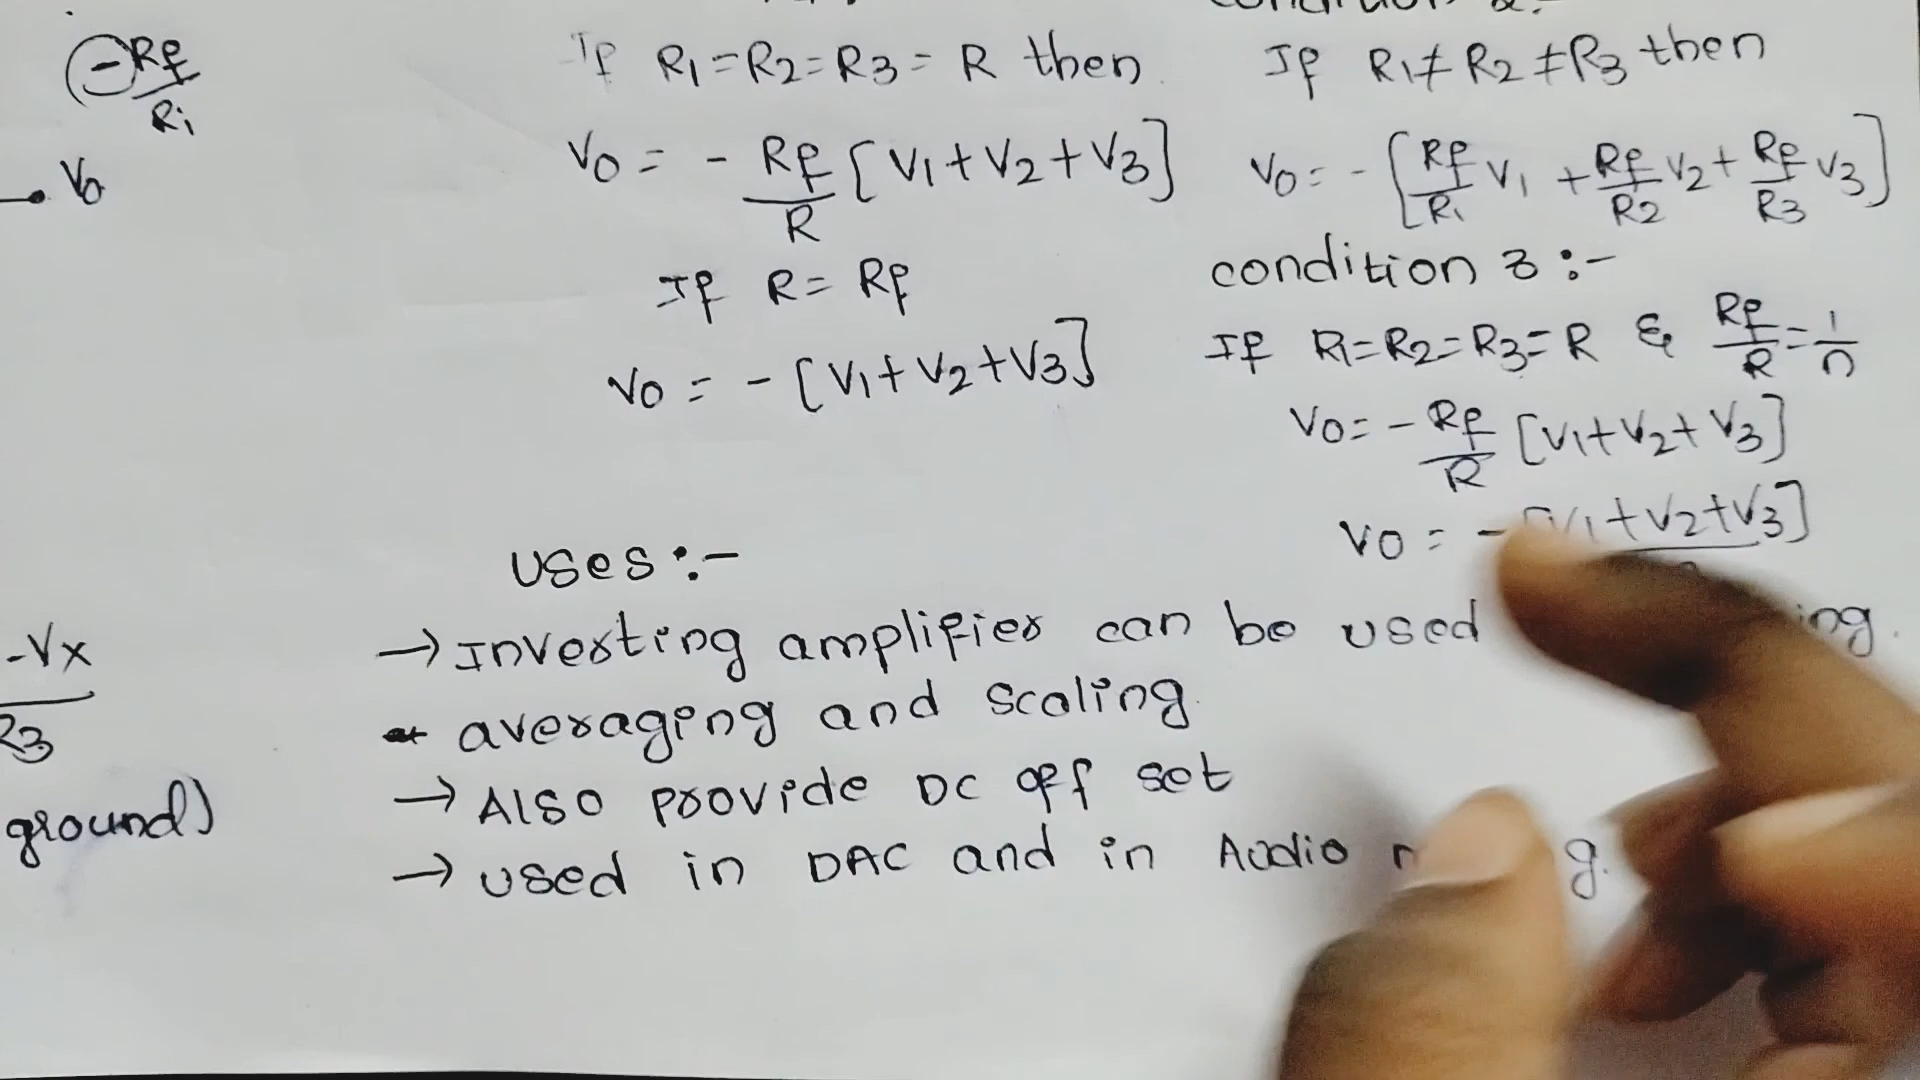 -Rf/Ri
Vo
-Vx
R3
ground)
If R1=R2=R3=R then
Vo = -Rf/R [V1+V2+V3]
If R=Rf
Vo = -[V1+V2+V3]
If R1≠R2≠R3 then
Vo = -[Rf/R1 V1 + Rf/R2 V2 + Rf/R3 V3]
condition 3:-
If R1=R2=R3=R & Rf/R=1/n
Vo = -Rf/R [V1+V2+V3]
Vo = -[V1+V2+V3]
uses:-
→ Inverting amplifier can be used
averaging and scaling.
→ Also provide DC off set
→ used in DAC and in Audio